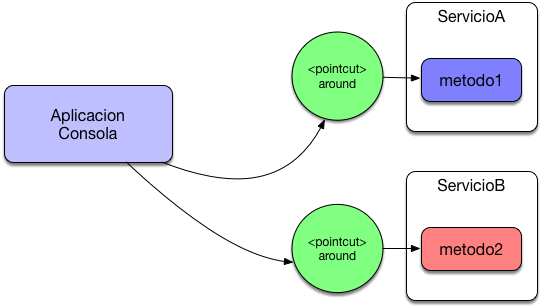 ServicioA
<pointcut>
around
metodo1
Aplicacion
Consola
ServicioB
<pointcut>
around
metodo2